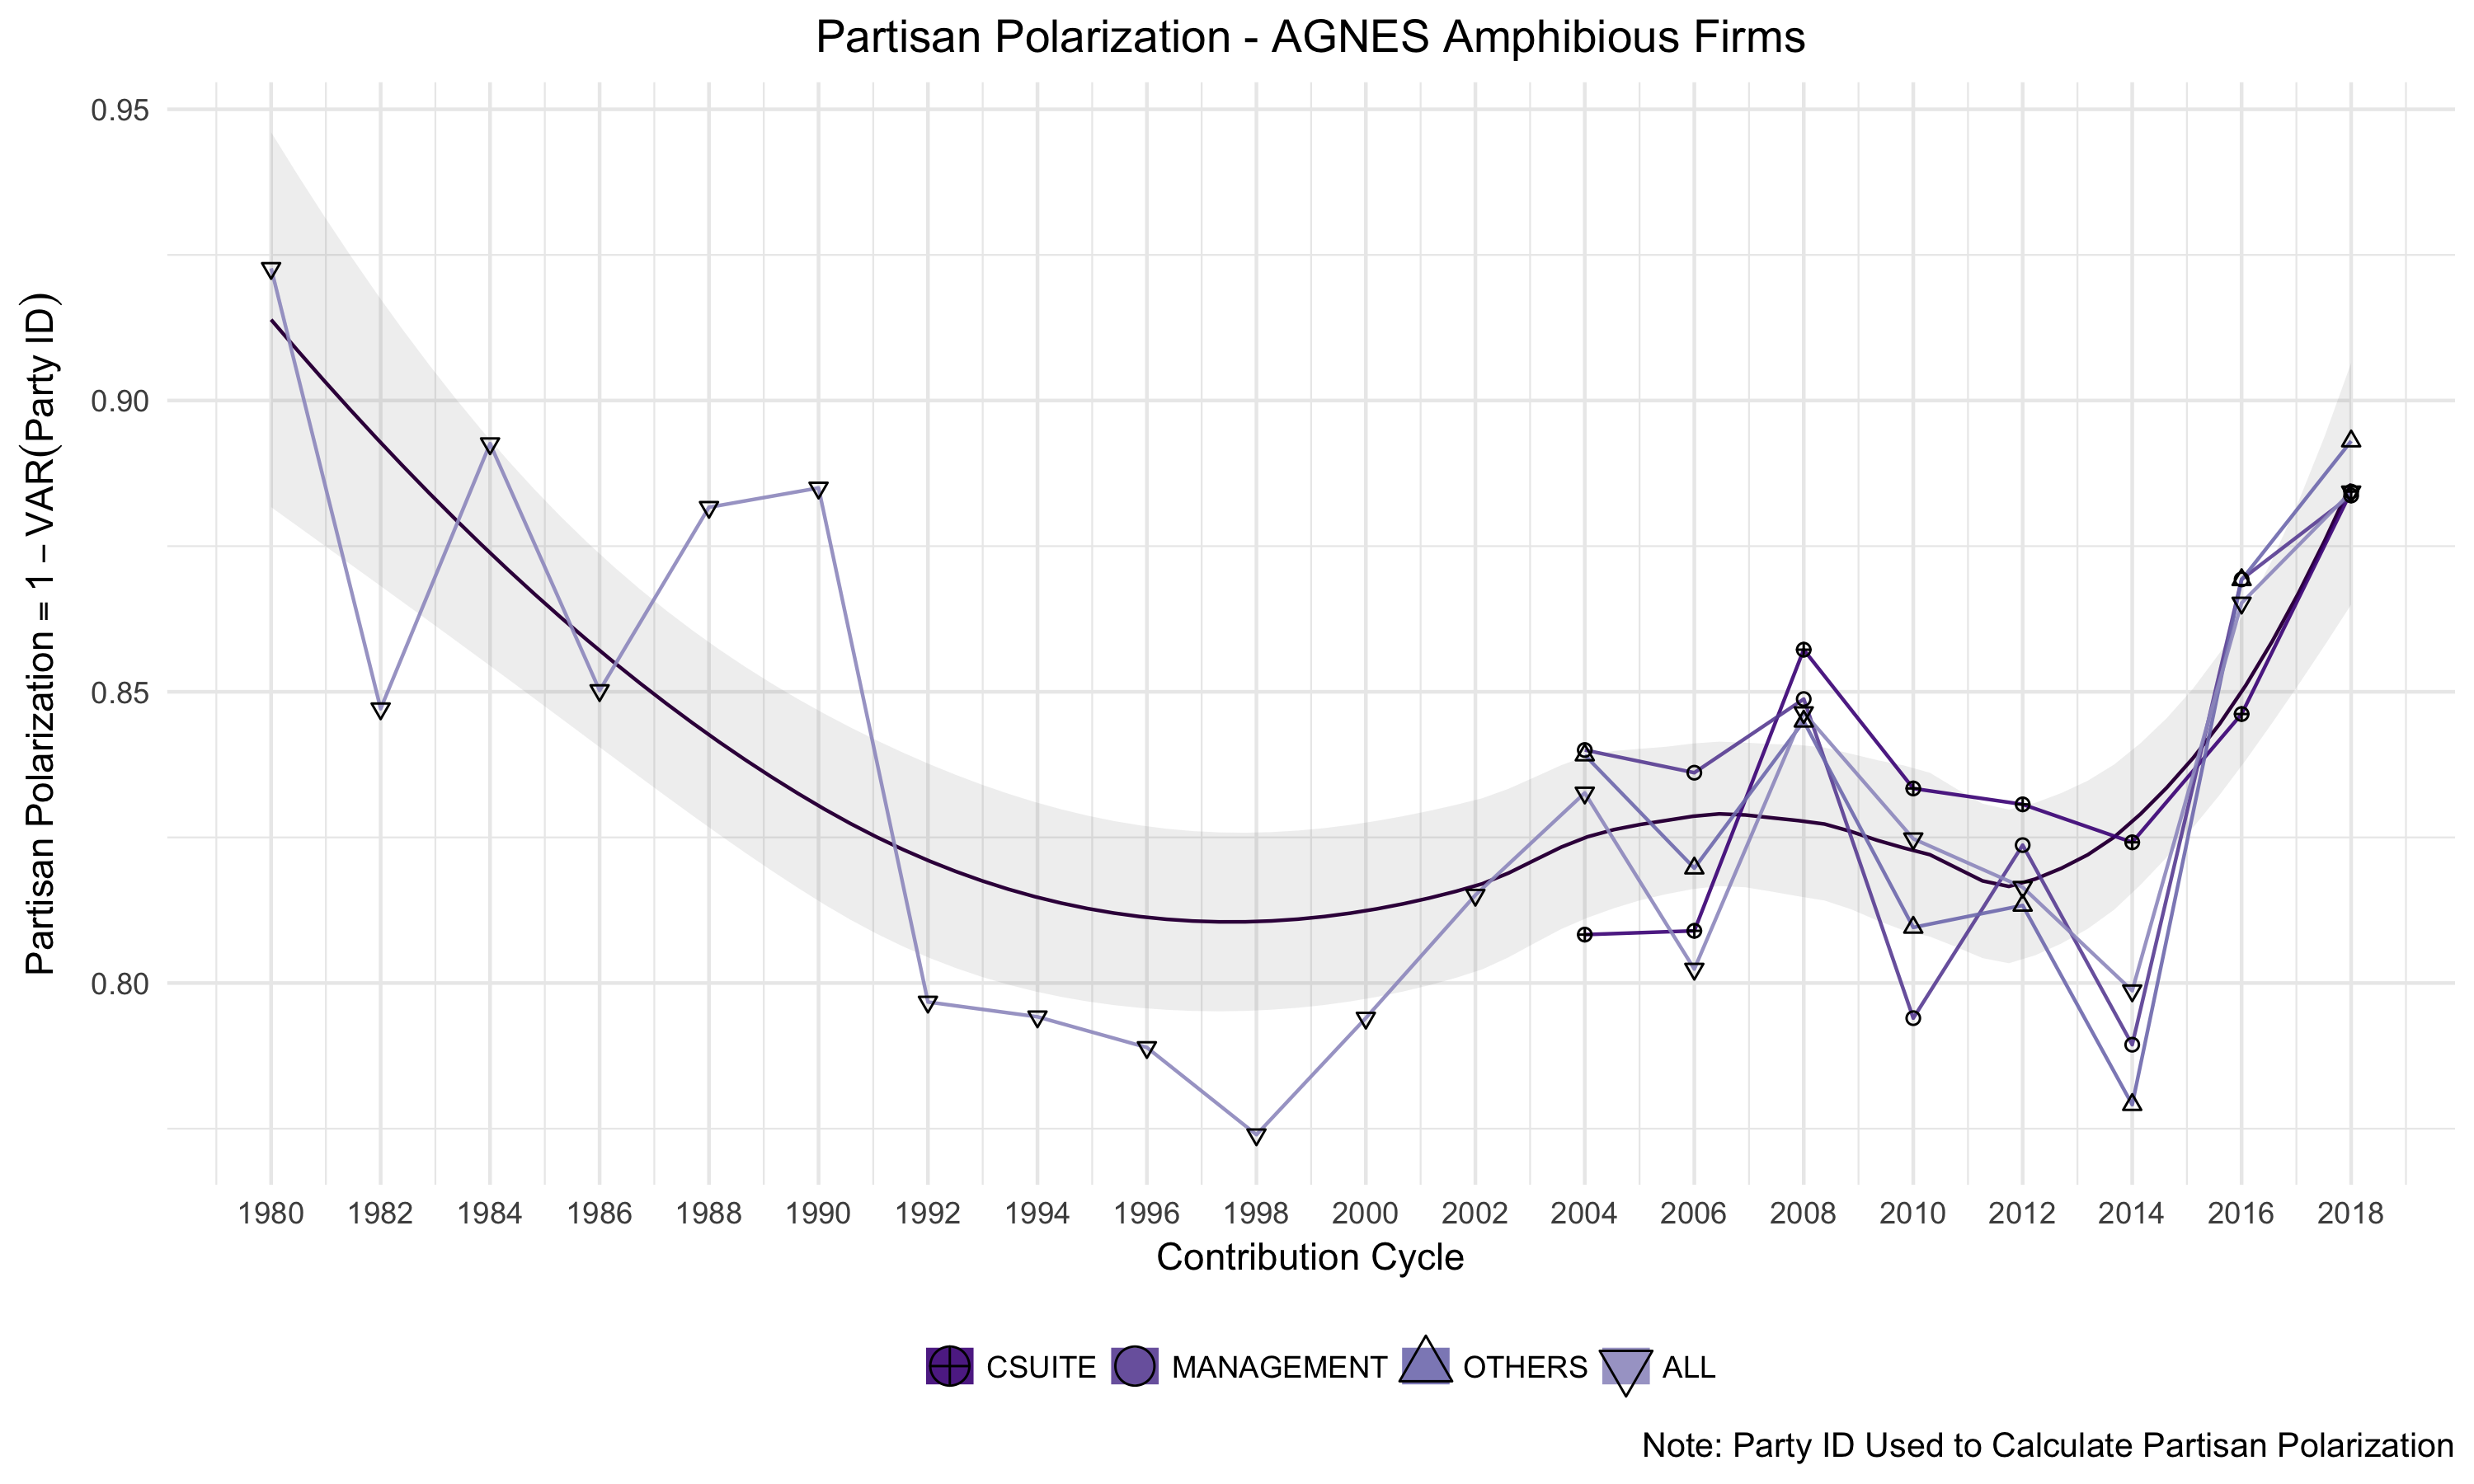 Partisan Polarization - AGNES Amphibious Firms
Partisan Polarization = 1 − VAR(Party ID)
0.95
0.90
0.85
0.80
1980 1982 1984 1986 1988 1990 1992 1994 1996 1998 2000 2002 2004 2006 2008 2010 2012 2014 2016 2018
Contribution Cycle
CSUITE MANAGEMENT OTHERS ALL
Note: Party ID Used to Calculate Partisan Polarization